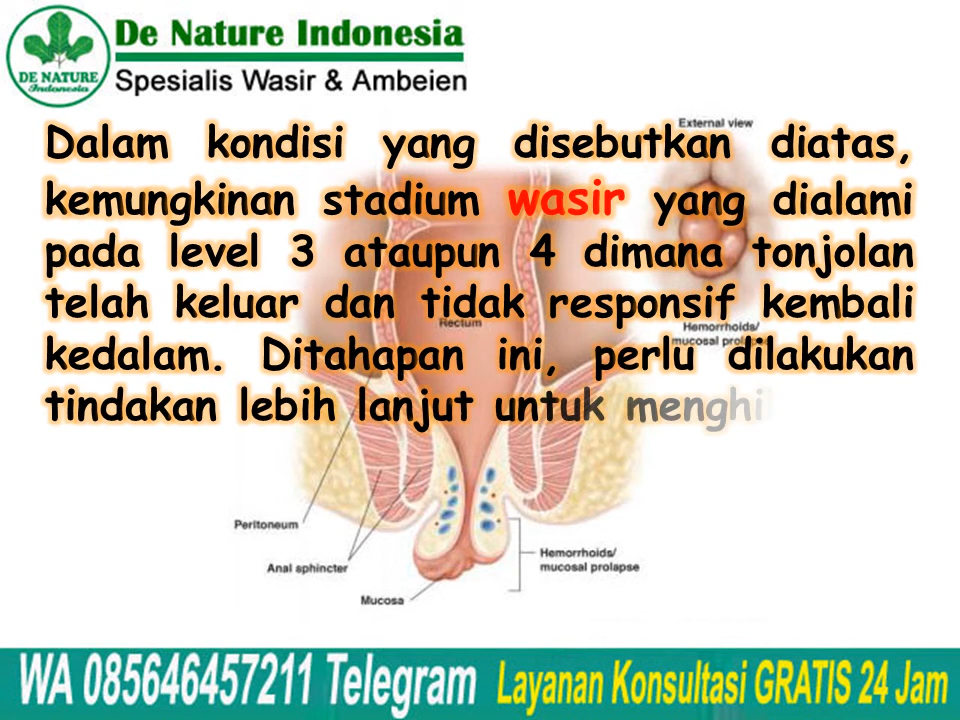 De Nature Indonesia
DE NATURE
Indonesia
Spesialis Wasir & Ambeien
External view
Dalam kondisi yang disebutkan diatas,
kemungkinan stadium wasir yang dialami
pada level 3 ataupun 4 dimana tonjolan
telah keluar dan tidak responsif kembali
Rectum
Hemorrhoids/
mucosal prolapse
kedalam. Ditahapan ini, perlu dilakukan
tindakan lebih lanjut untuk menghi
Peritoneum
Anal sphincter
Hemorrhoids/
mucosal prolapse
Mucosa
WA 085646457211 Telegram Layanan Konsultasi GRATIS 24 Jam